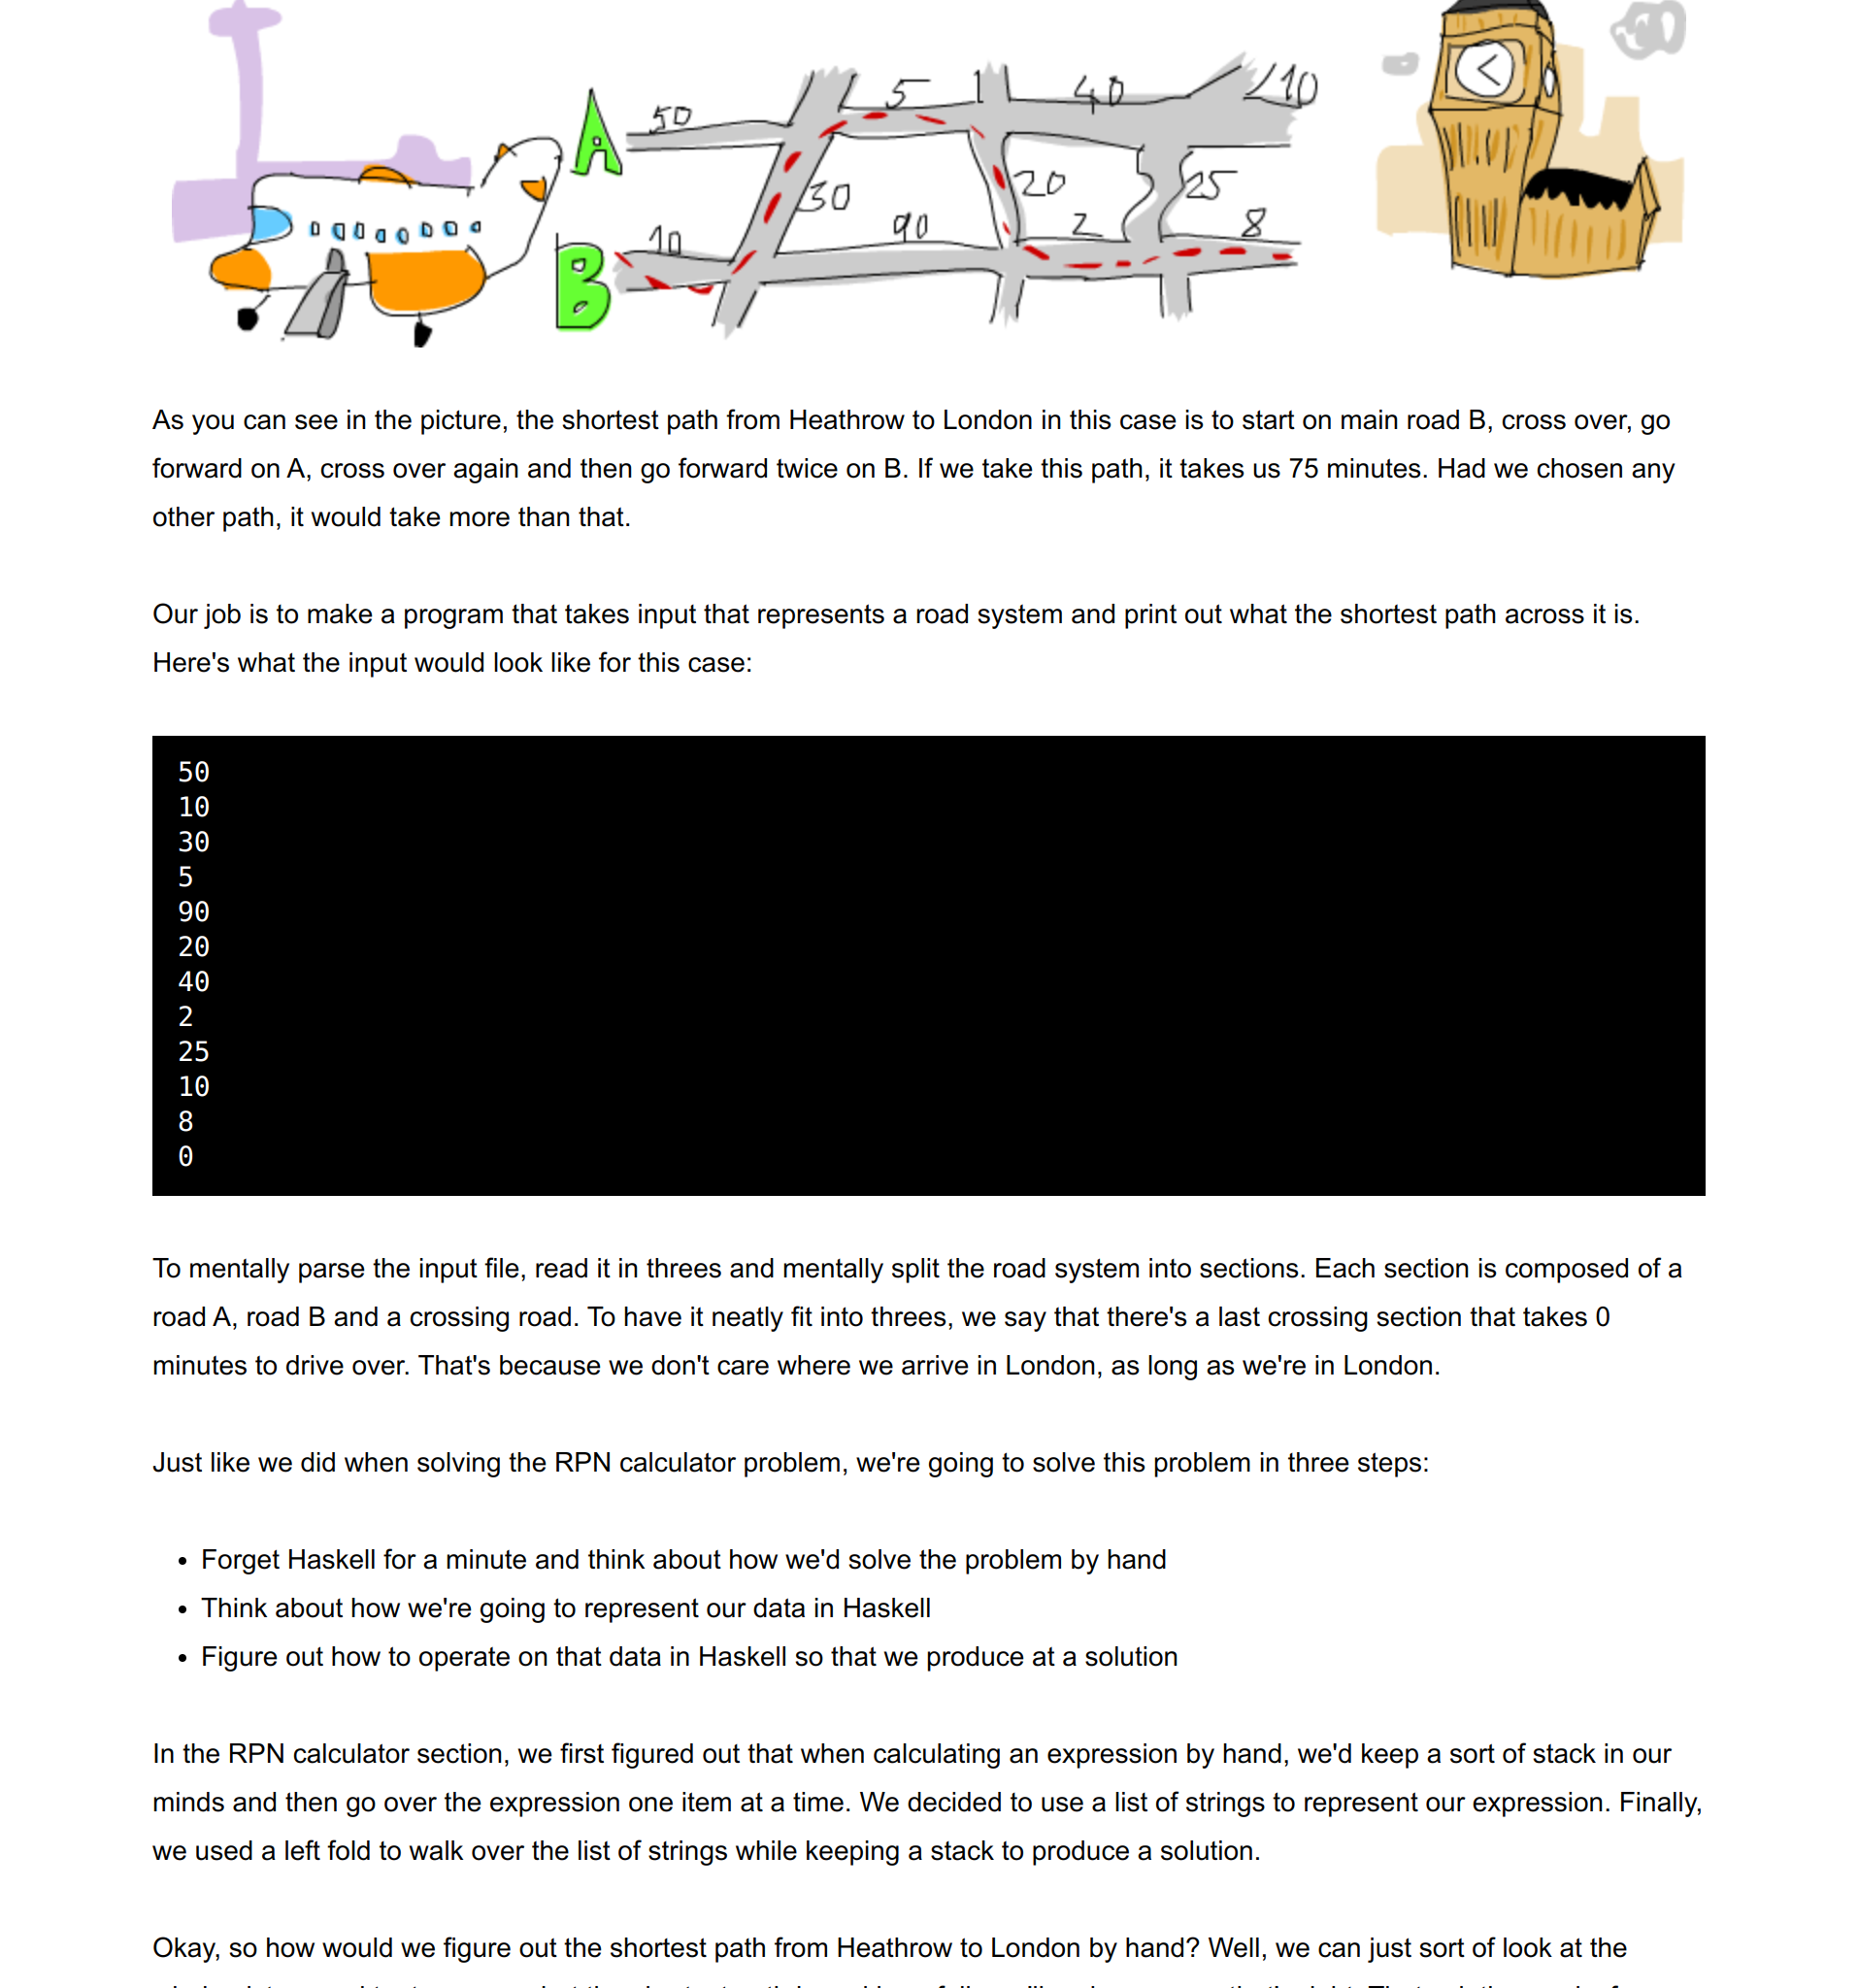 A 50 5 40 10
30 20 25
90 2 8
B 10
As you can see in the picture, the shortest path from Heathrow to London in this case is to start on main road B, cross over, go
forward on A, cross over again and then go forward twice on B. If we take this path, it takes us 75 minutes. Had we chosen any
other path, it would take more than that.
Our job is to make a program that takes input that represents a road system and print out what the shortest path across it is.
Here's what the input would look like for this case:
50
10
30
5
90
20
40
2
25
10
8
0
To mentally parse the input file, read it in threes and mentally split the road system into sections. Each section is composed of a
road A, road B and a crossing road. To have it neatly fit into threes, we say that there's a last crossing section that takes 0
minutes to drive over. That's because we don't care where we arrive in London, as long as we're in London.
Just like we did when solving the RPN calculator problem, we're going to solve this problem in three steps:
• Forget Haskell for a minute and think about how we'd solve the problem by hand
• Think about how we're going to represent our data in Haskell
• Figure out how to operate on that data in Haskell so that we produce at a solution
In the RPN calculator section, we first figured out that when calculating an expression by hand, we'd keep a sort of stack in our
minds and then go over the expression one item at a time. We decided to use a list of strings to represent our expression. Finally,
we used a left fold to walk over the list of strings while keeping a stack to produce a solution.
Okay, so how would we figure out the shortest path from Heathrow to London by hand? Well, we can just sort of look at the